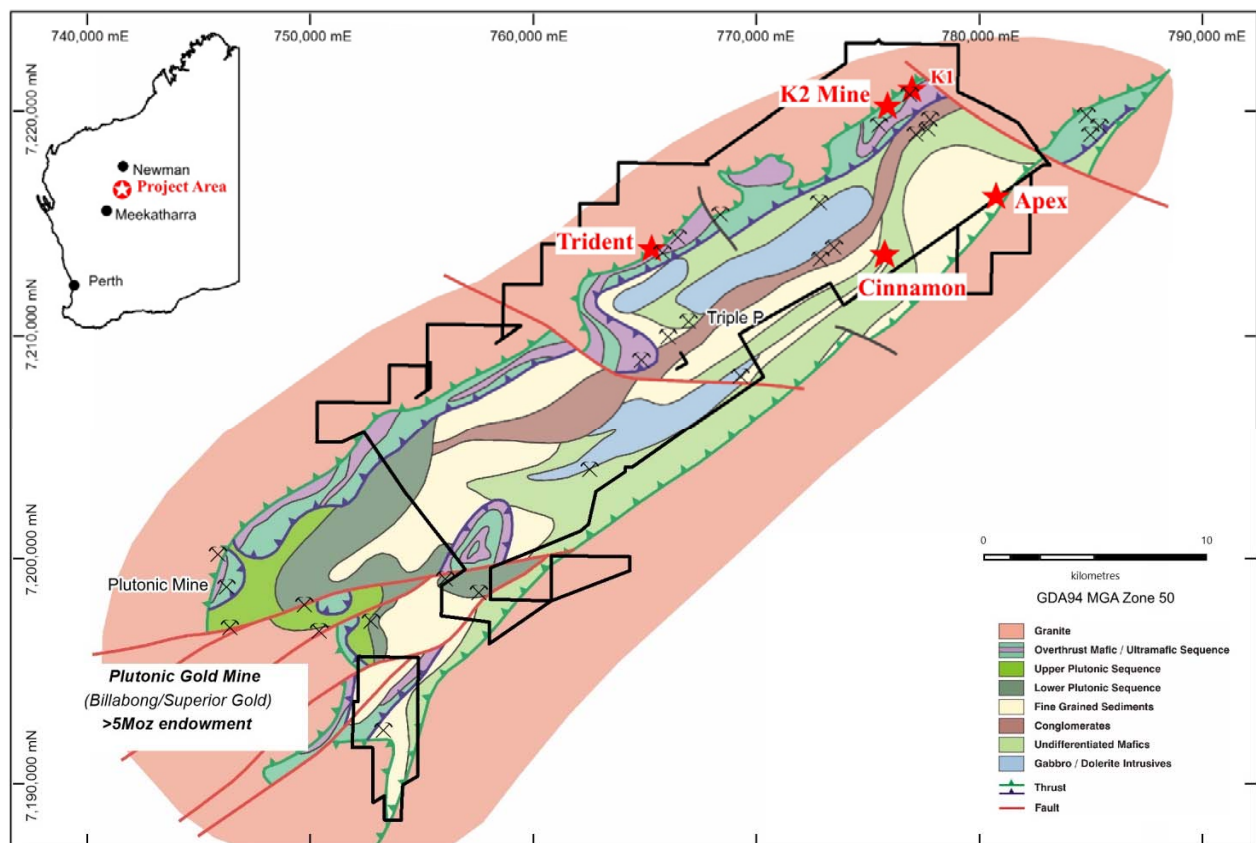 740,000 mE
750,000 mE
760,000 mE
770,000 mE
780,000 mE
790,000 mE
7,220,000 mN
7,210,000 mN
7,200,000 mN
7,190,000 mN
Newman
Project Area
Meekatharra
Perth
K1
K2 Mine
Apex
Trident
Cinnamon
Triple P
Plutonic Mine
Plutonic Gold Mine
(Billabong/Superior Gold)
>5Moz endowment
0 10
kilometres
GDA94 MGA Zone 50
Granite
Overthrust Mafic / Ultramafic Sequence
Upper Plutonic Sequence
Lower Plutonic Sequence
Fine Grained Sediments
Conglomerates
Undifferentiated Mafics
Gabbro / Dolerite Intrusives
Thrust
Fault